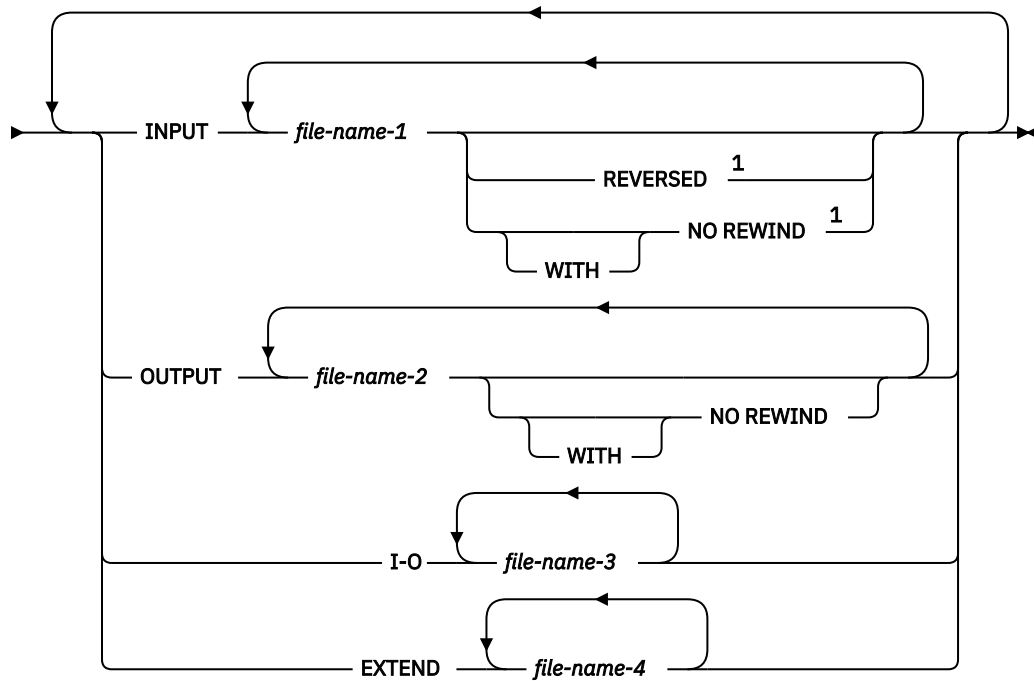 INPUT file-name-1
REVERSED 1
NO REWIND 1
WITH
OUTPUT file-name-2
NO REWIND
WITH
I-O file-name-3
EXTEND file-name-4